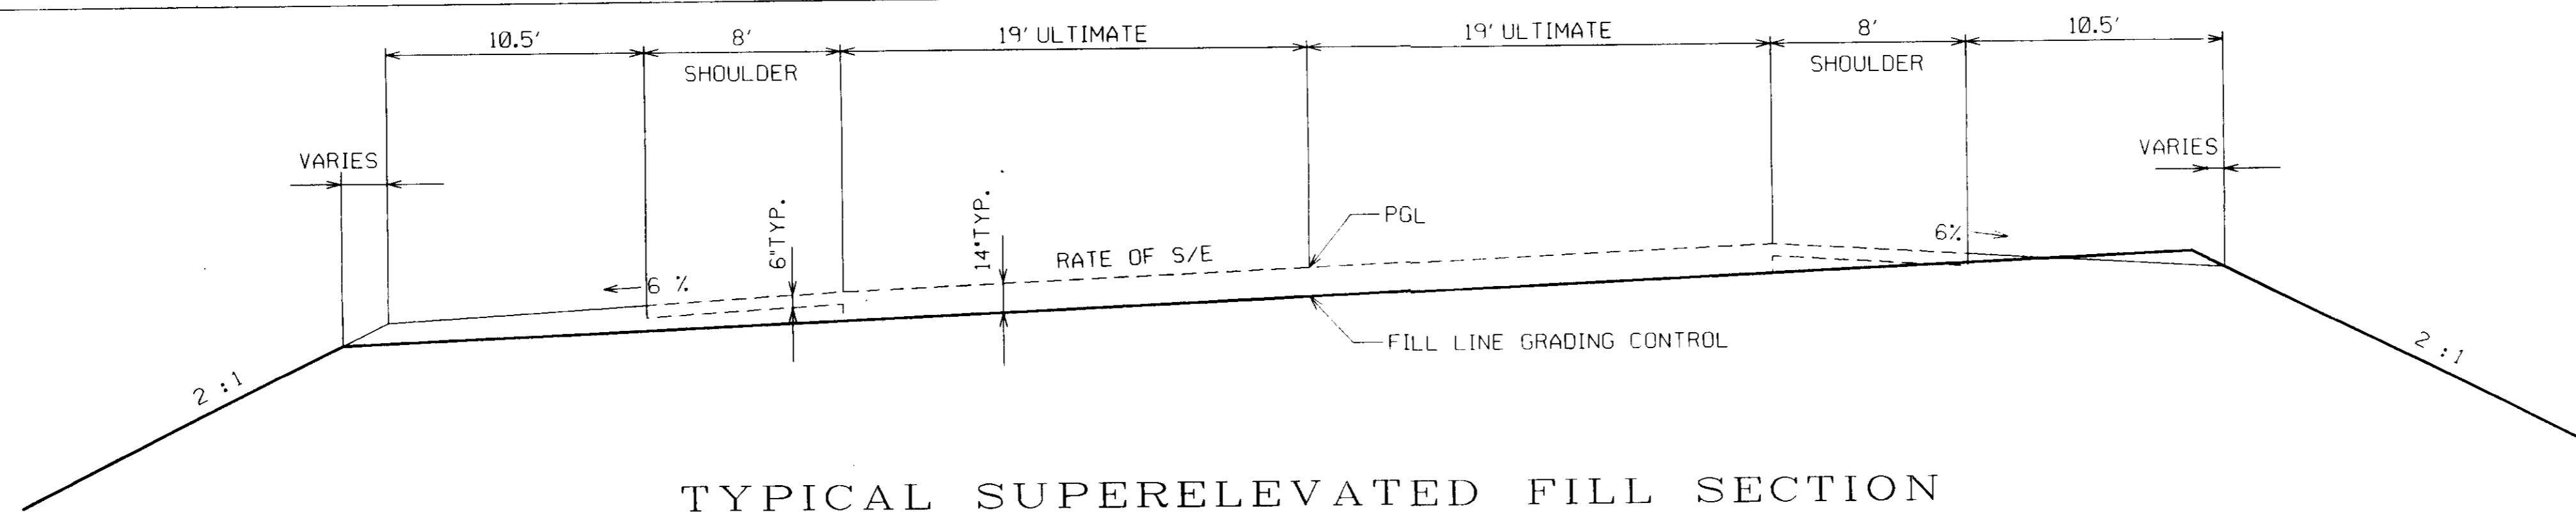 10.5'
8'
19' ULTIMATE
19' ULTIMATE
8'
10.5'
SHOULDER
SHOULDER
VARIES
VARIES
6" TYP.
14" TYP.
PGL
RATE OF S/E
6%
6 %
FILL LINE GRADING CONTROL
2 : 1
2 : 1
TYPICAL SUPERELEVATED FILL SECTION